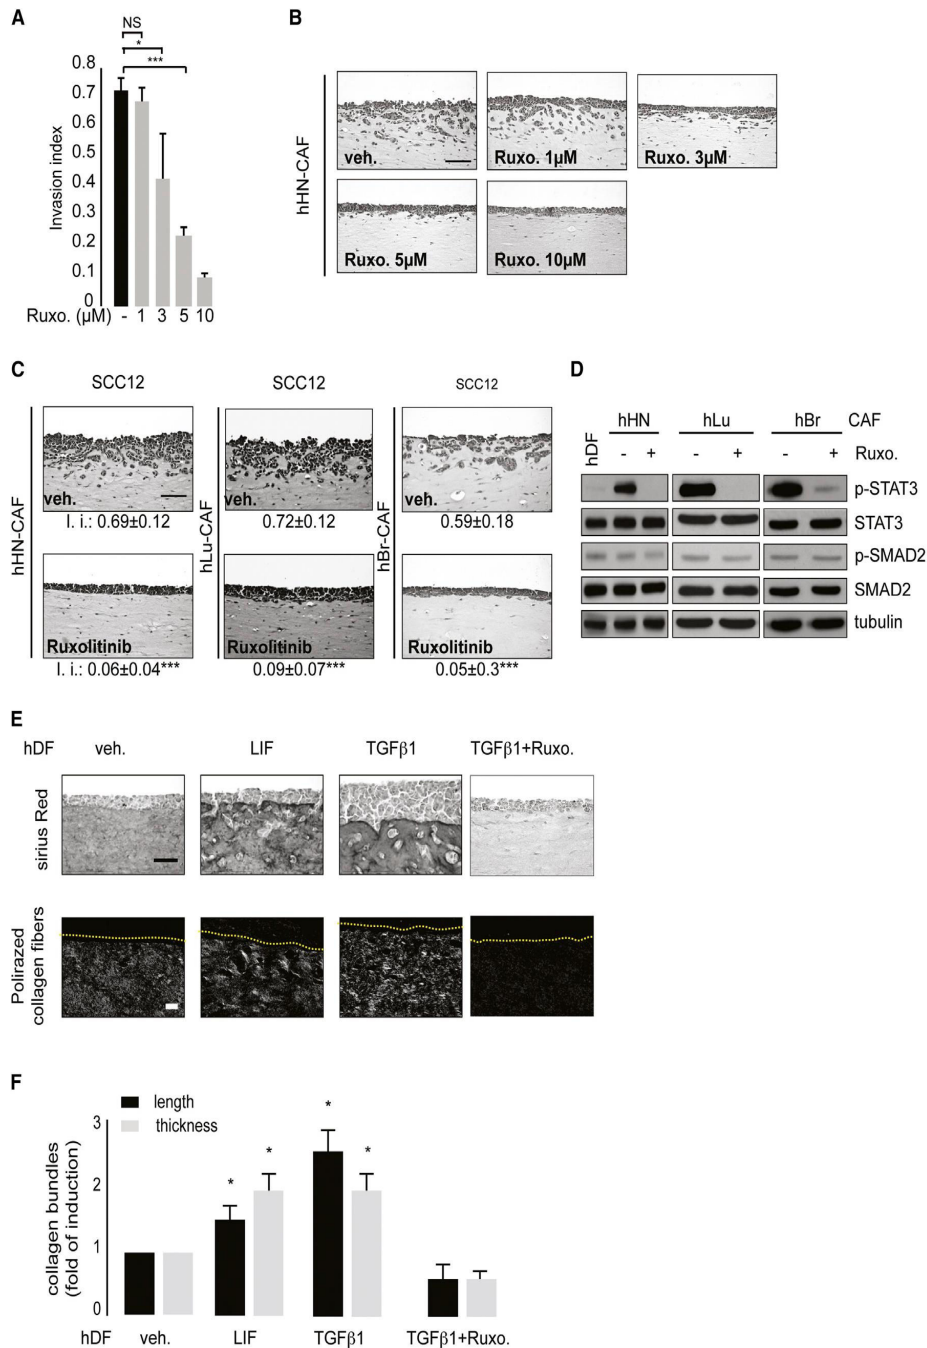 A
NS
*
***
0.8
0.7
0.6
0.5
0.4
0.3
0.2
0.1
0
Invasion index
Ruxo. (µM) - 1 3 5 10
B
hHN-CAF
veh.
Ruxo. 1µM
Ruxo. 3µM
Ruxo. 5µM
Ruxo. 10µM
C
SCC12 SCC12 SCC12
hHN-CAF
hLu-CAF
hBr-CAF
veh. veh. veh.
I. i.: 0.69±0.12 0.72±0.12 0.59±0.18
Ruxolitinib Ruxolitinib Ruxolitinib
I. i.: 0.06±0.04*** 0.09±0.07*** 0.05±0.3***
D
hDF
hHN hLu hBr CAF
- + - + - + Ruxo.
p-STAT3
STAT3
p-SMAD2
SMAD2
tubulin
E
hDF veh. LIF TGFβ1 TGFβ1+Ruxo.
sirius Red
Polirazed
collagen fibers
F
length
thickness
collagen bundles
(fold of induction)
3
2
1
0
* * * *
hDF veh. LIF TGFβ1 TGFβ1+Ruxo.